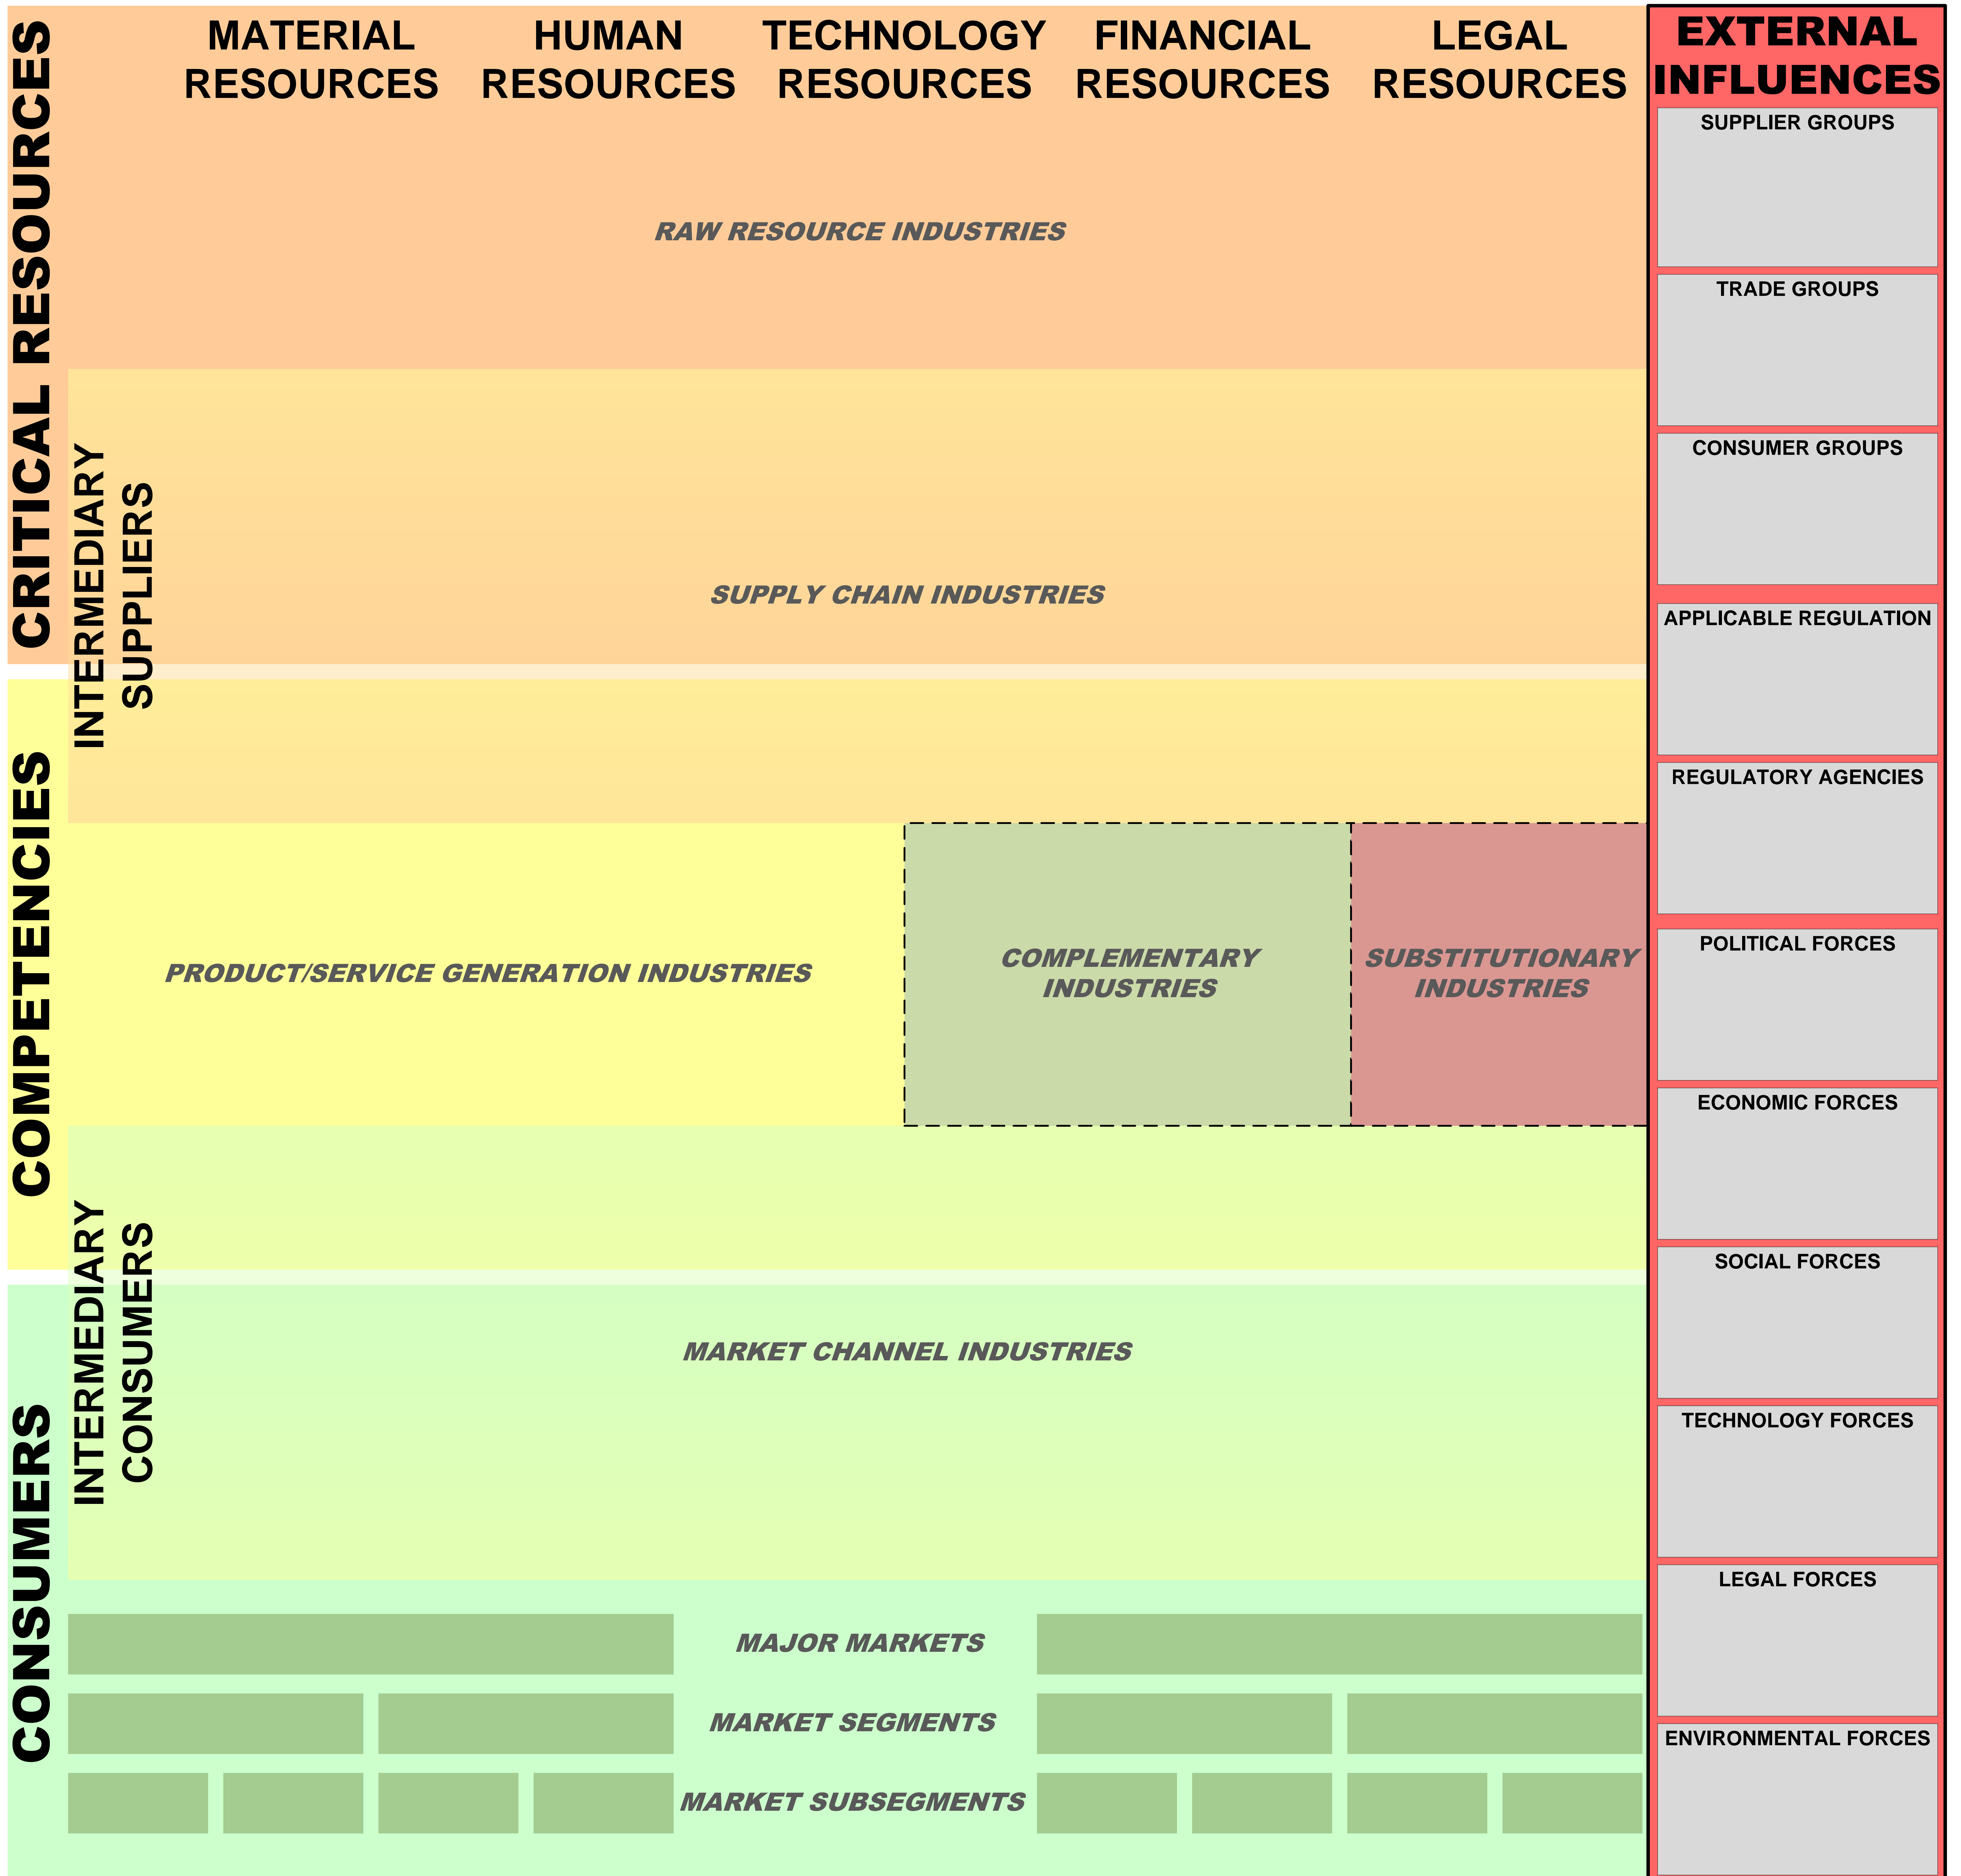 CRITICAL RESOURCES
MATERIAL
RESOURCES
HUMAN
RESOURCES
TECHNOLOGY
RESOURCES
FINANCIAL
RESOURCES
LEGAL
RESOURCES
RAW RESOURCE INDUSTRIES
INTERMEDIARY
SUPPLIERS
SUPPLY CHAIN INDUSTRIES
COMPETENCIES
PRODUCT/SERVICE GENERATION INDUSTRIES
COMPLEMENTARY
INDUSTRIES
SUBSTITUTIONARY
INDUSTRIES
INTERMEDIARY
CONSUMERS
MARKET CHANNEL INDUSTRIES
CONSUMERS
MAJOR MARKETS
MARKET SEGMENTS
MARKET SUBSEGMENTS
EXTERNAL
INFLUENCES
SUPPLIER GROUPS
TRADE GROUPS
CONSUMER GROUPS
APPLICABLE REGULATION
REGULATORY AGENCIES
POLITICAL FORCES
ECONOMIC FORCES
SOCIAL FORCES
TECHNOLOGY FORCES
LEGAL FORCES
ENVIRONMENTAL FORCES